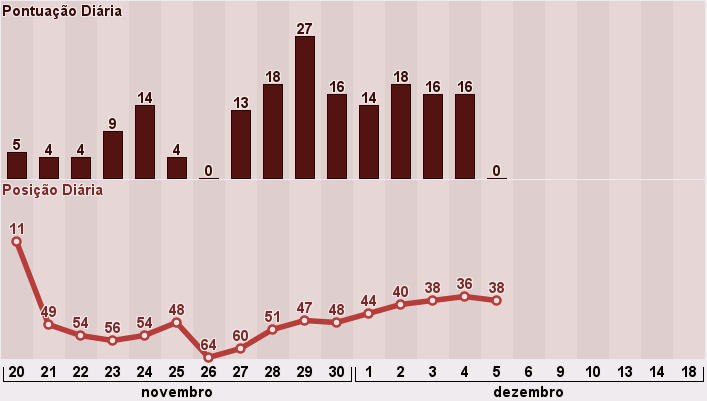 Pontuação Diária
5 4 4 9 14 4 0 13 18 27 16 14 18 16 16 0
Posição Diária
11 49 54 56 54 48 64 60 51 47 48 44 40 38 36 38
20 21 22 23 24 25 26 27 28 29 30 1 2 3 4 5 6 9 10 13 14 18
novembro dezembro